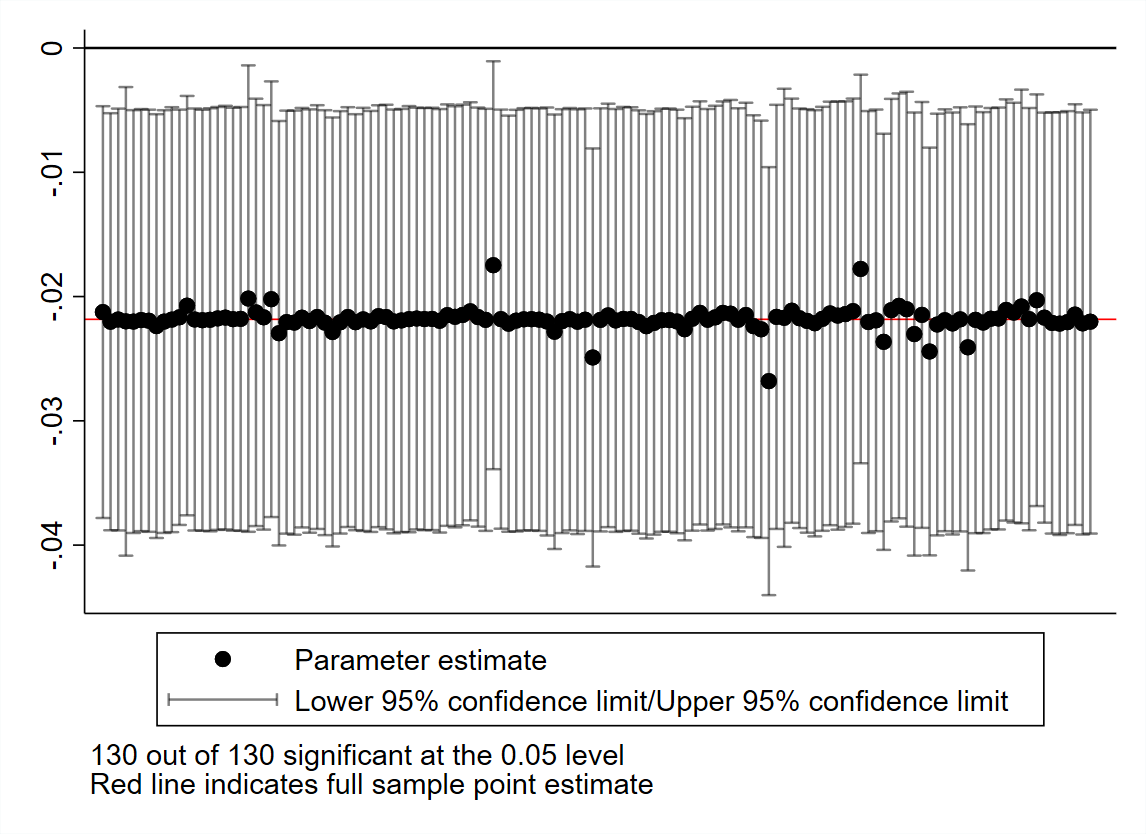 0
-.01
-.02
-.03
-.04
Parameter estimate
Lower 95% confidence limit/Upper 95% confidence limit
130 out of 130 significant at the 0.05 level
Red line indicates full sample point estimate